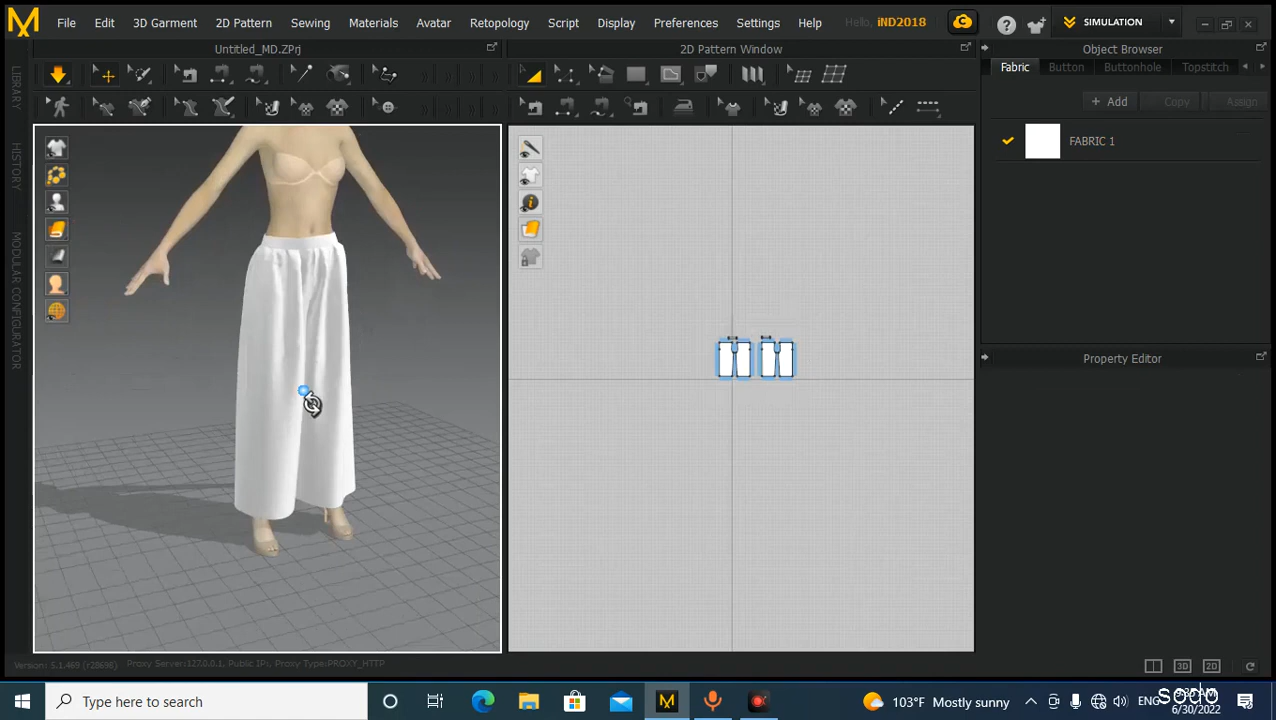 File Edit 3D Garment 2D Pattern Sewing Materials Avatar Retopology Script Display Preferences Settings Help Hello, iND2018 SIMULATION
Untitled_MD.ZPrj 2D Pattern Window Object Browser
Fabric Button Buttonhole Topstitch
+ Add Copy Assign
FABRIC 1
LIBRARY
HISTORY
MODULAR CONFIGURATOR
Property Editor
Version: 5.1.469 (r28698) Proxy Server:127.0.0.1, Public IP:, Proxy Type:PROXY_HTTP
3D 2D
Type here to search
103°F Mostly sunny ENG
6/30/2022